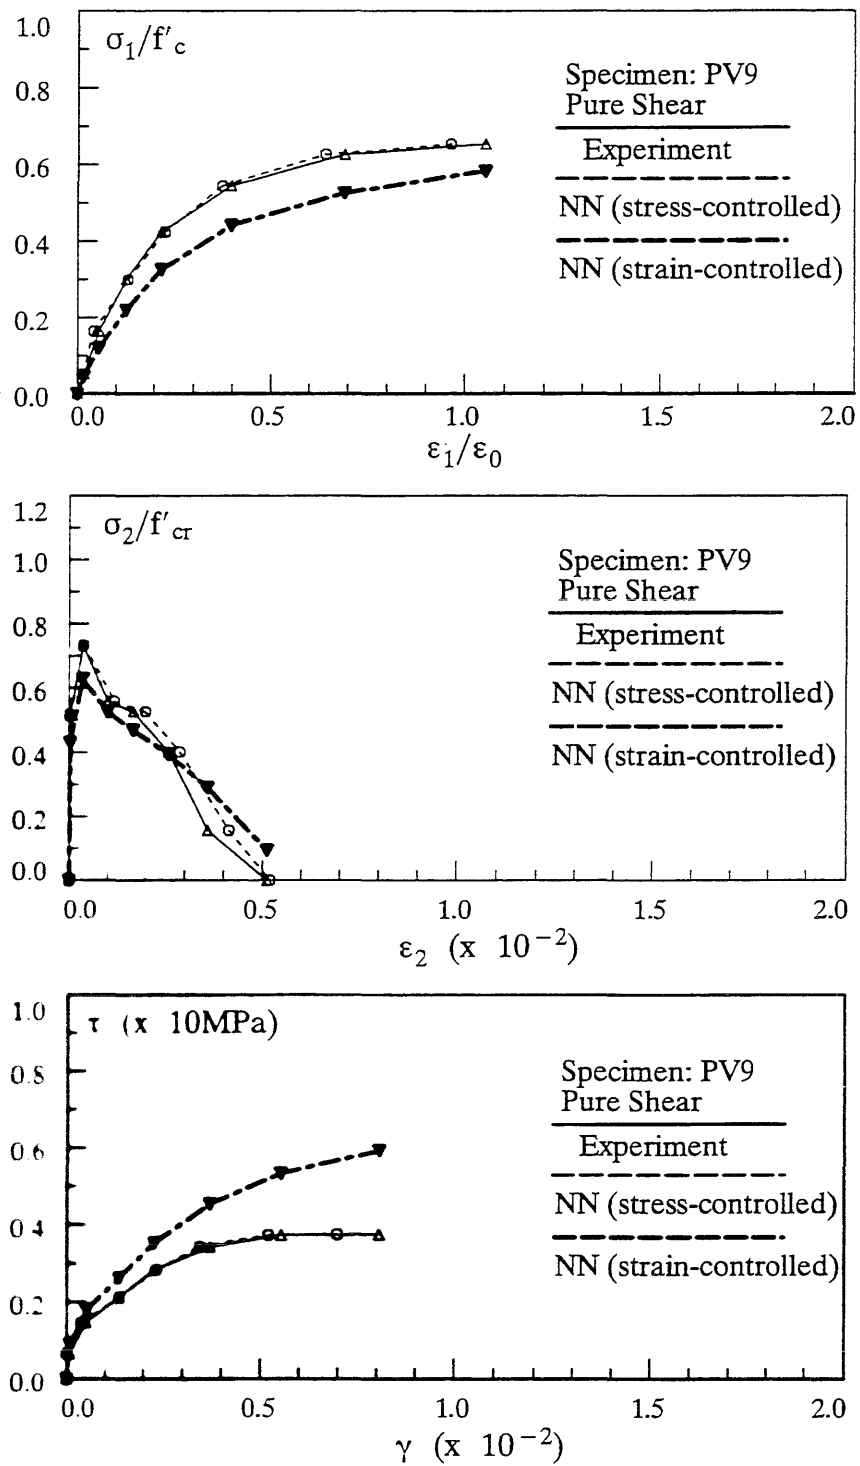 1.0
σ₁/f'c
0.8
0.6
0.4
0.2
0.0
Specimen: PV9
Pure Shear
Experiment
NN (stress-controlled)
NN (strain-controlled)
0.0 0.5 1.0 1.5 2.0
ε₁/ε₀
1.2
σ₂/f'cr
1.0
0.8
0.6
0.4
0.2
0.0
Specimen: PV9
Pure Shear
Experiment
NN (stress-controlled)
NN (strain-controlled)
0.0 0.5 1.0 1.5 2.0
ε₂ (x 10⁻²)
1.0
τ (x 10MPa)
0.8
0.6
0.4
0.2
0.0
Specimen: PV9
Pure Shear
Experiment
NN (stress-controlled)
NN (strain-controlled)
0.0 0.5 1.0 1.5 2.0
γ (x 10⁻²)